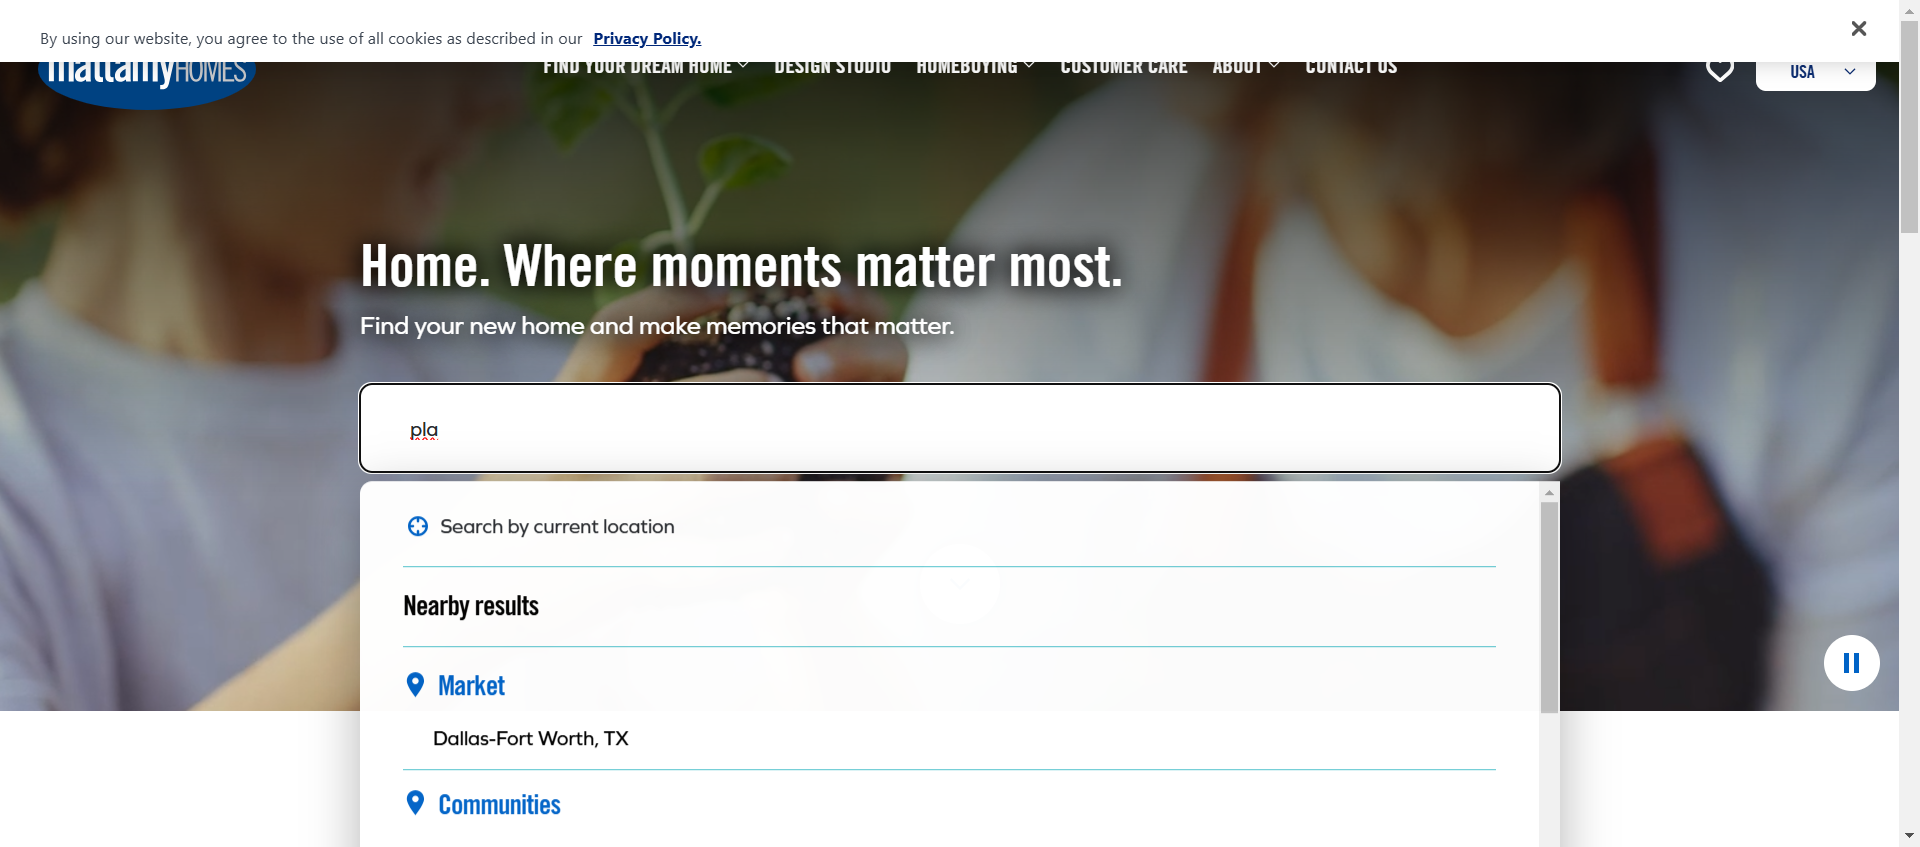 By using our website, you agree to the use of all cookies as described in our Privacy Policy.
mattamyHOMES
FIND YOUR DREAM HOME
DESIGN STUDIO
HOMEBUYING
CUSTOMER CARE
ABOUT
CONTACT US
USA
Home. Where moments matter most.
Find your new home and make memories that matter.
pla
Search by current location
Nearby results
Market
Dallas-Fort Worth, TX
Communities